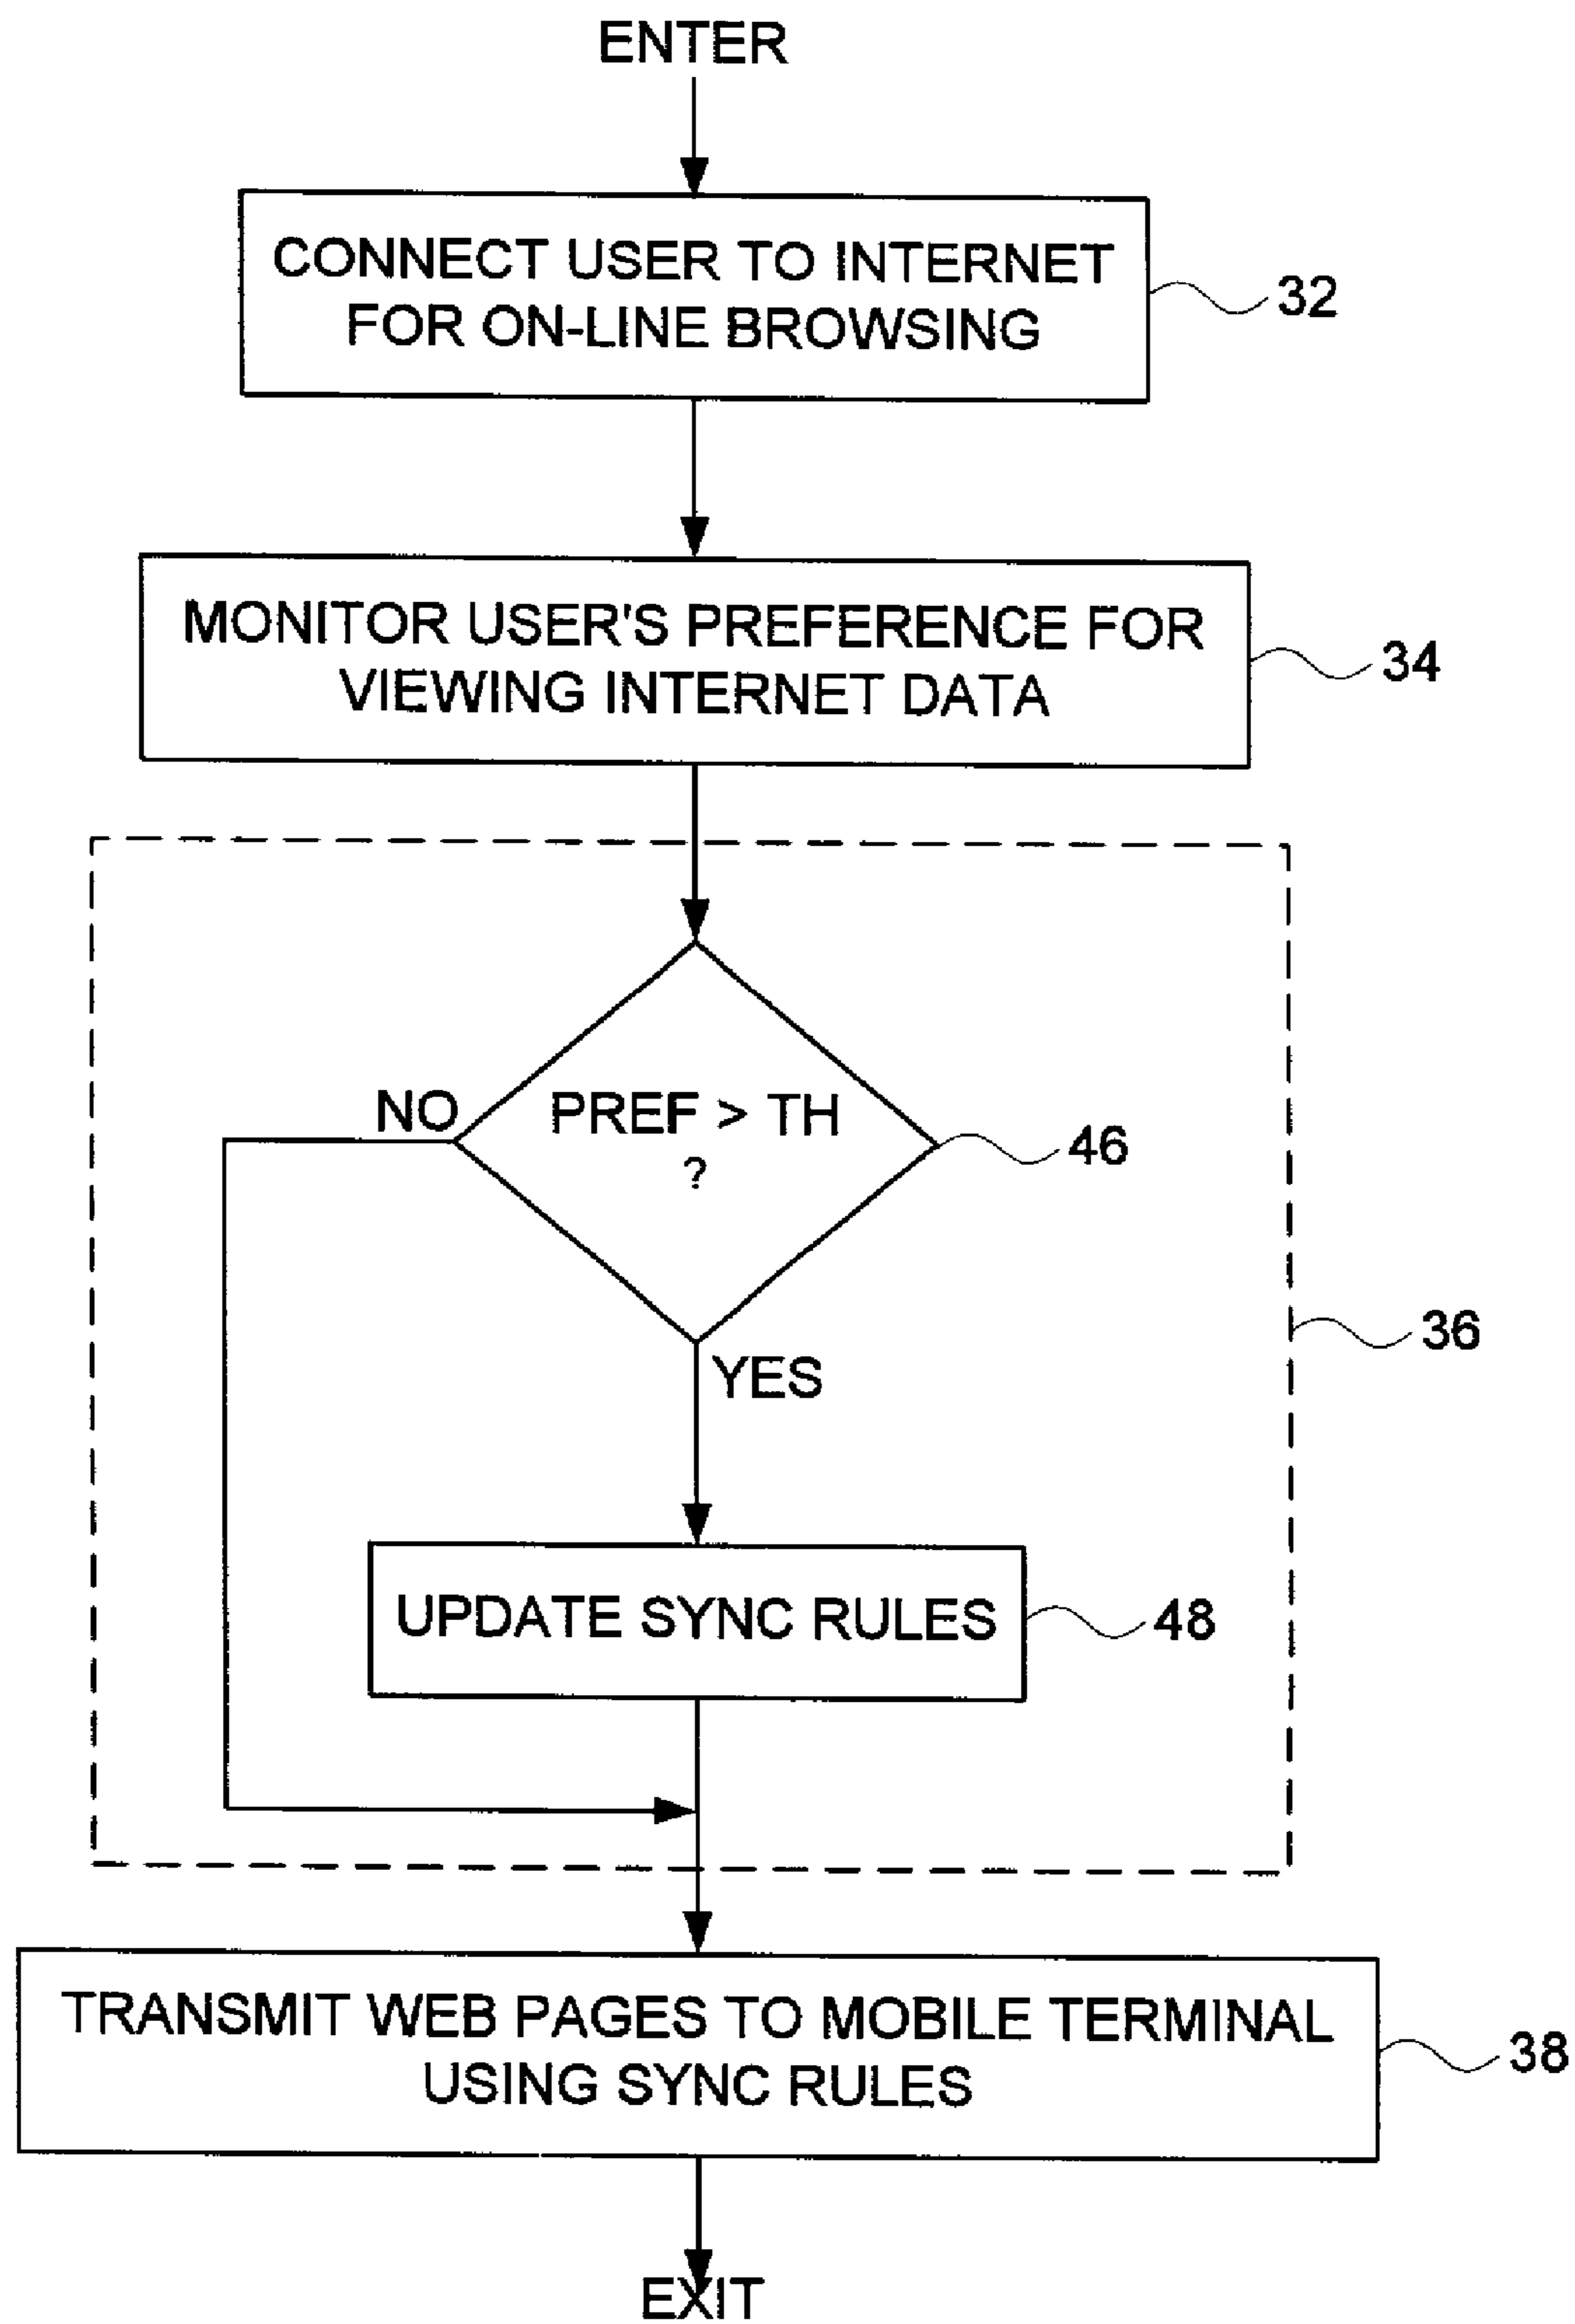 ENTER
CONNECT USER TO INTERNET
FOR ON-LINE BROWSING
32
MONITOR USER'S PREFERENCE FOR
VIEWING INTERNET DATA
34
NO
PREF > TH
?
46
36
YES
UPDATE SYNC RULES
48
TRANSMIT WEB PAGES TO MOBILE TERMINAL
USING SYNC RULES
38
EXIT